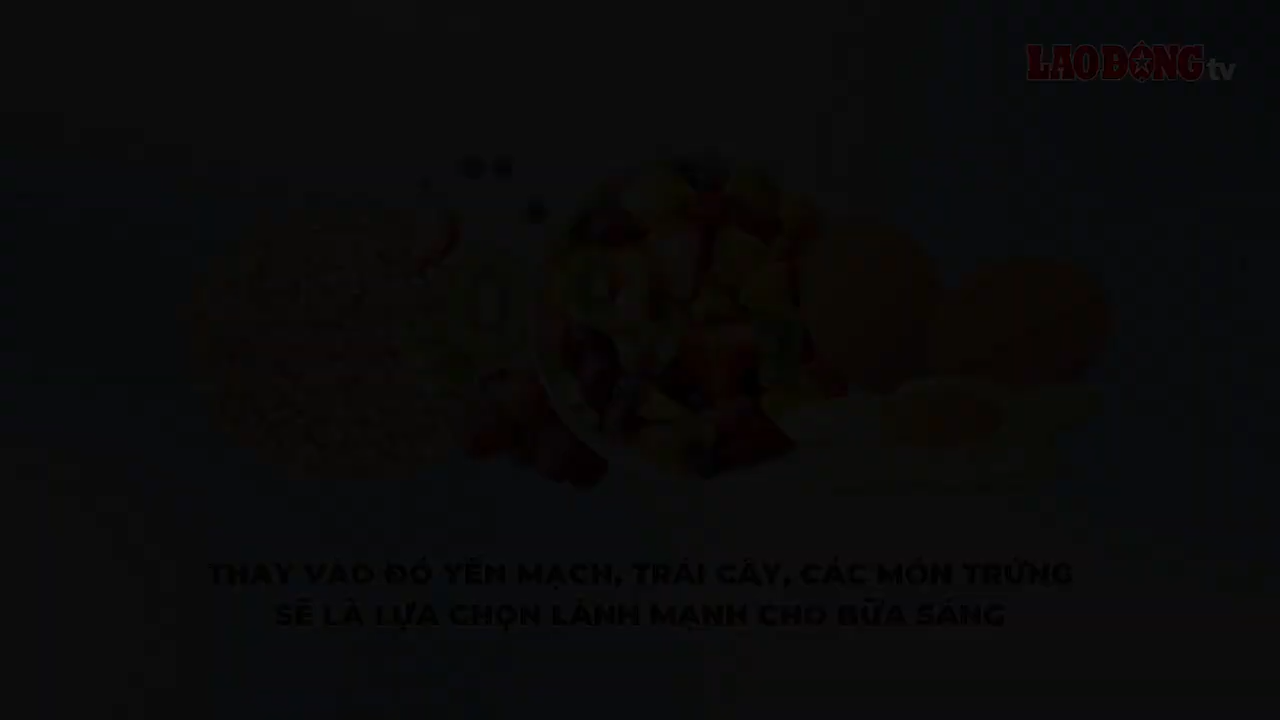 LAO ĐỘNG tv
THAY VÀO ĐÓ YẾN MẠCH, TRÁI CÂY, CÁC MÓN TRỨNG
SẼ LÀ LỰA CHỌN LÀNH MẠNH CHO BỮA SÁNG